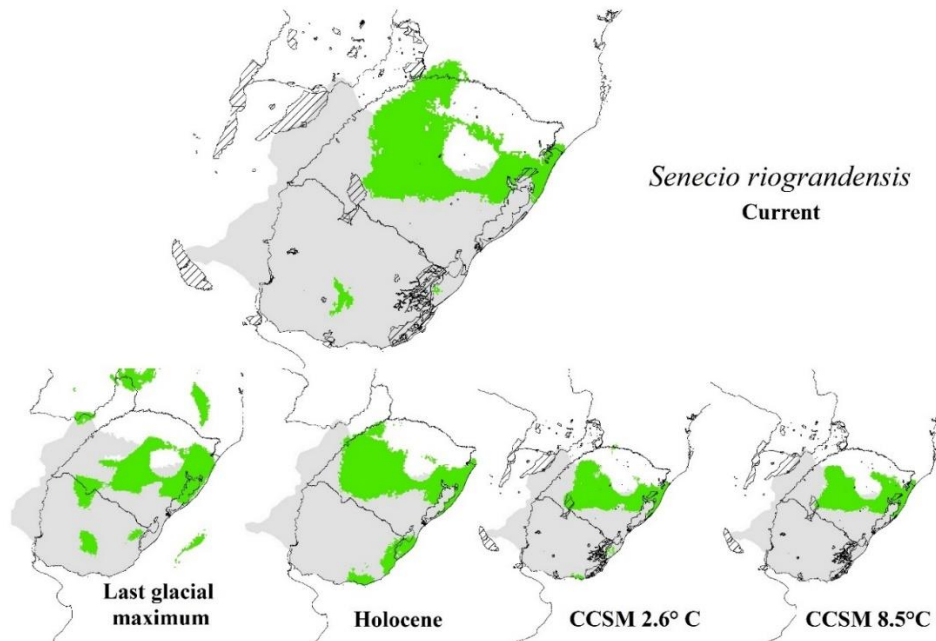 Senecio riograndensis
Current
Last glacial
maximum
Holocene
CCSM 2.6° C
CCSM 8.5°C